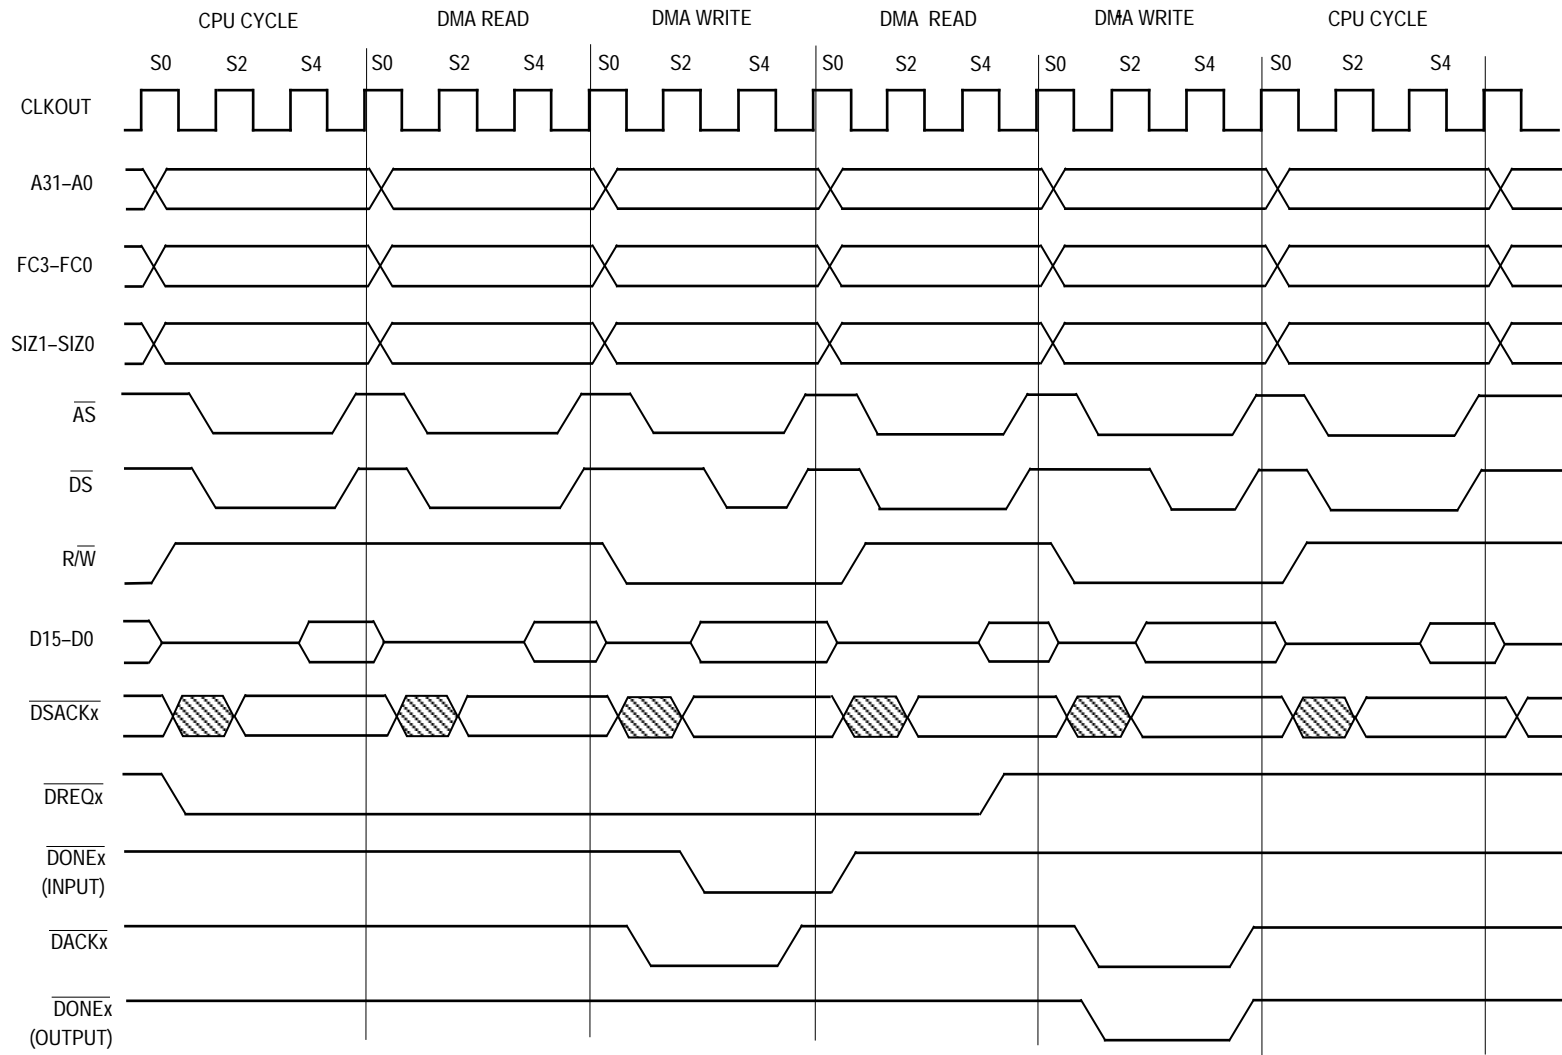 CPU CYCLE DMA READ DMA WRITE DMA READ DMA WRITE CPU CYCLE
S0 S2 S4 S0 S2 S4 S0 S2 S4 S0 S2 S4 S0 S2 S4 S0 S2 S4
CLKOUT
A31–A0
FC3–FC0
SIZ1–SIZ0
AS
DS
R/W
D15–D0
DSACKx
DREQx
DONEx
(INPUT)
DACKx
DONEx
(OUTPUT)